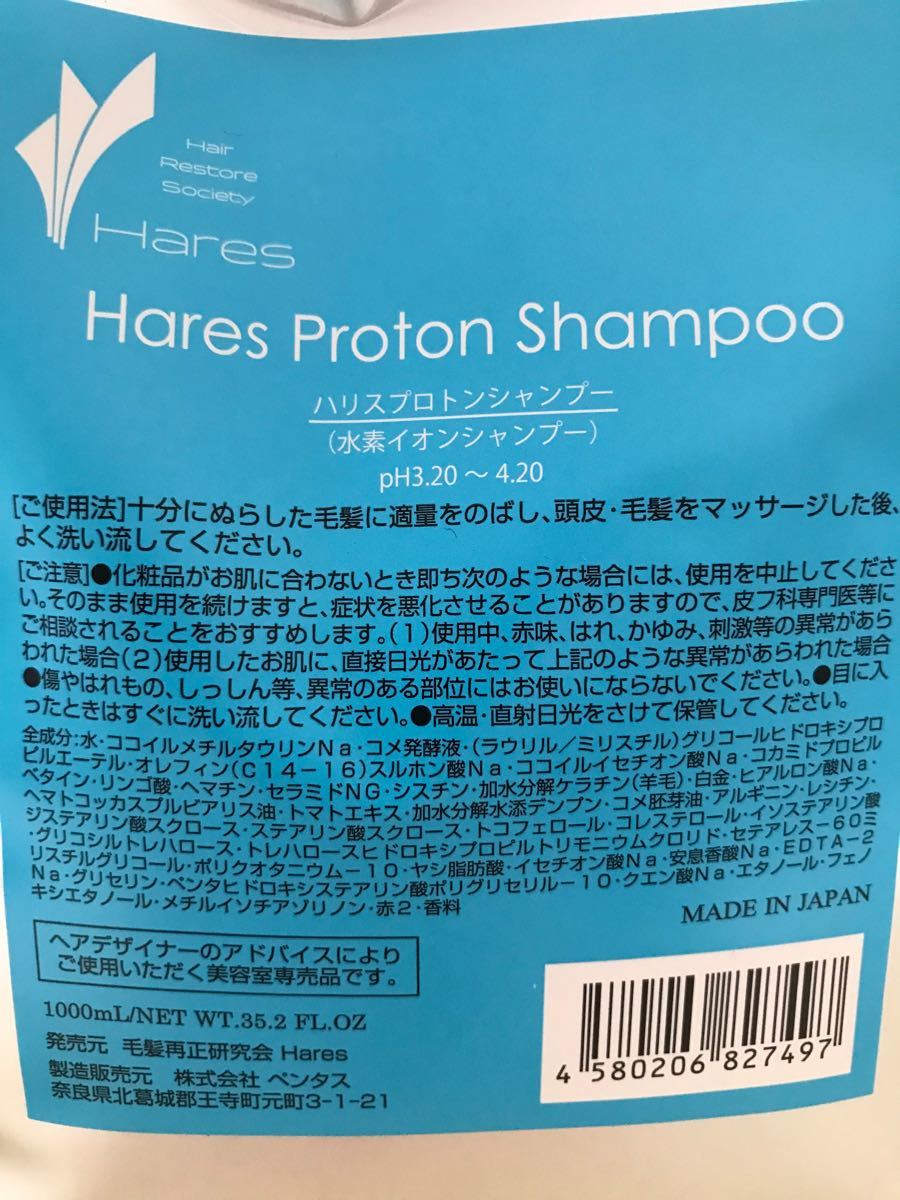 Hair
Restore
Society
Hares
Hares Proton Shampoo
ハリスプロトンシャンプー
（水素イオンシャンプー）
pH3.20 〜 4.20
[ご使用法]十分にぬらした毛髪に適量をのばし、頭皮・毛髪をマッサージした後、
よく洗い流してください。
[ご注意]●化粧品がお肌に合わないとき即ち次のような場合には、使用を中止してくださ
い。そのまま使用を続けますと、症状を悪化させることがありますので、皮フ科専門医等に
ご相談されることをおすすめします。（1）使用中、赤味、はれ、かゆみ、刺激等の異常があら
われた場合（2）使用したお肌に、直接日光があたって上記のような異常があらわれた場合
●傷やはれもの、しっしん等、異常のある部位にはお使いにならないでください。●目に入
ったときはすぐに洗い流してください。●高温・直射日光をさけて保管してください。
全成分：水・ココイルメチルタウリンNa・コメ発酵液・（ラウリル／ミリスチル）グリコールヒドロキシプロ
ピルエーテル・オレフィン（C14－16）スルホン酸Na・ココイルイセチオン酸Na・コカミドプロピル
ベタイン・リンゴ酸・ヘマチン・セラミドNG・シスチン・加水分解ケラチン（羊毛）・白金・ヒアルロン酸Na・
ヘマトコッカスプルビアリス油・トマトエキス・加水分解水添デンプン・コメ胚芽油・アルギニン・レシチン・
ジステアリン酸スクロース・ステアリン酸スクロース・トコフェロール・コレステロール・イソステアリン酸
・グリコシルトレハロース・トレハロースヒドロキシプロピルトリモニウムクロリド・セテアレス－60ミ
リスチルグリコール・ポリクオタニウム－10・ヤシ脂肪酸・イセチオン酸Na・安息香酸Na・EDTA－2
Na・グリセリン・ペンタヒドロキシステアリン酸ポリグリセリル－10・クエン酸Na・エタノール・フェノ
キシエタノール・メチルイソチアゾリノン・赤2・香料
MADE IN JAPAN
ヘアデザイナーのアドバイスにより
ご使用いただく美容室専売品です。
1000mL/NET WT.35.2 FL.OZ
発売元 毛髪再正研究会 Hares
製造販売元 株式会社 ペンタス
奈良県北葛城郡王寺町元町3-1-21
4 580206 827497